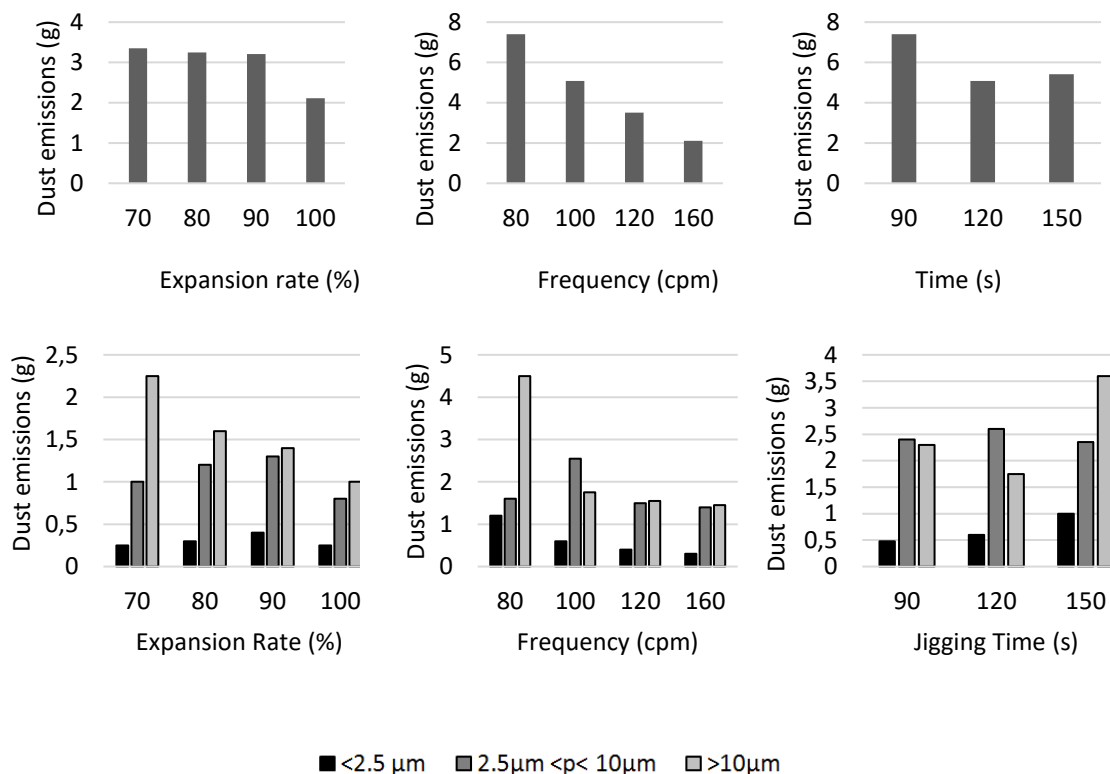 Dust emissions (g)
4
3
2
1
0
70 80 90 100
Expansion rate (%)
Dust emissions (g)
8
6
4
2
0
80 100 120 160
Frequency (cpm)
Dust emissions (g)
8
6
4
2
0
90 120 150
Time (s)
Dust emissions (g)
2,5
2
1,5
1
0,5
0
70 80 90 100
Expansion Rate (%)
Dust emissions (g)
5
4
3
2
1
0
80 100 120 160
Frequency (cpm)
Dust emissions (g)
4
3,5
3
2,5
2
1,5
1
0,5
0
90 120 150
Jigging Time (s)
<2.5 µm 2.5µm <p< 10µm >10µm